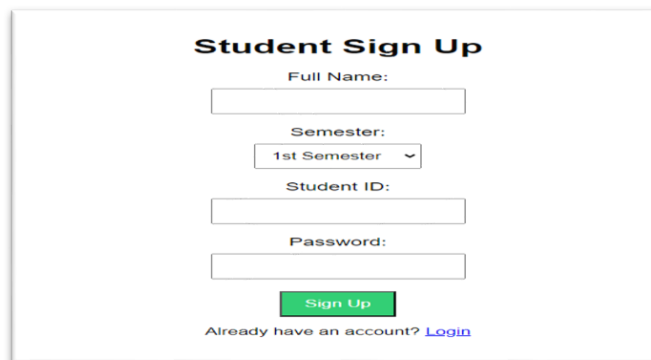 Student Sign Up
Full Name:
Semester:
1st Semester
Student ID:
Password:
Sign Up
Already have an account? Login